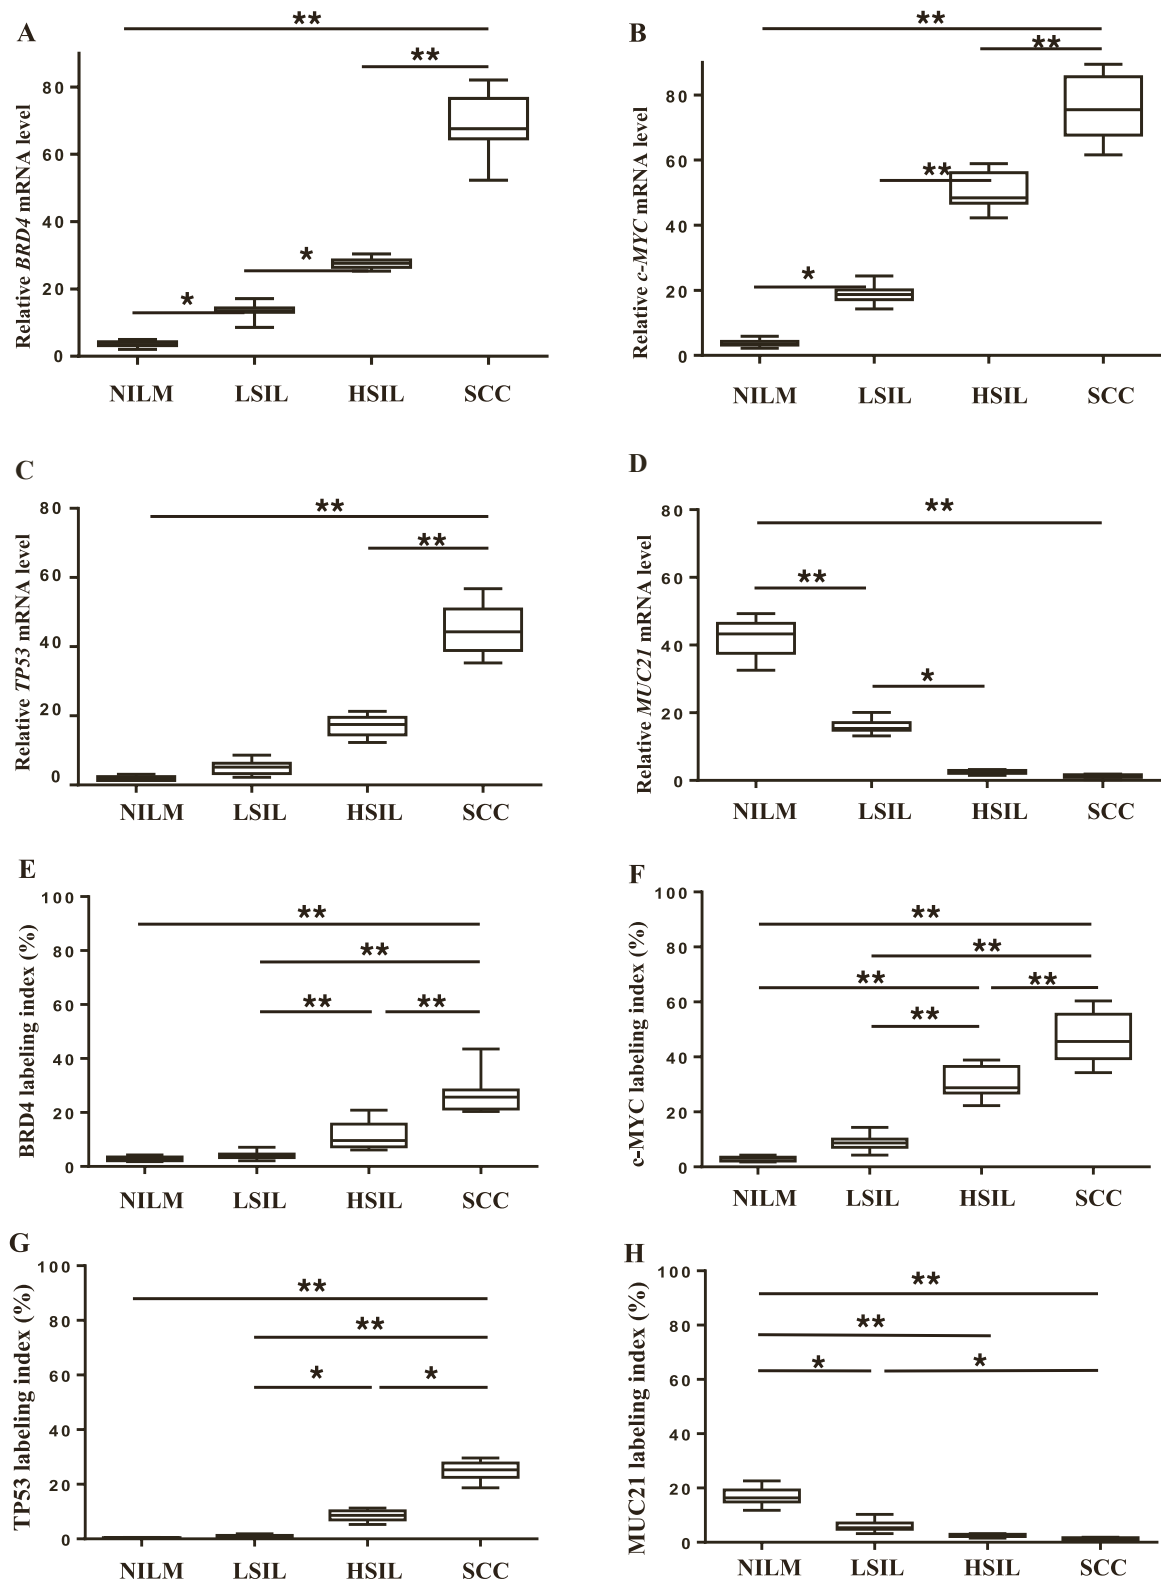 A
**
**
*
*
Relative BRD4 mRNA level
80
60
40
20
0
NILM LSIL HSIL SCC
B
**
**
**
*
Relative c-MYC mRNA level
80
60
40
20
0
NILM LSIL HSIL SCC
C
**
**
Relative TP53 mRNA level
80
60
40
20
0
NILM LSIL HSIL SCC
D
**
**
*
Relative MUC21 mRNA level
80
60
40
20
0
NILM LSIL HSIL SCC
E
**
**
** **
BRD4 labeling index (%)
100
80
60
40
20
0
NILM LSIL HSIL SCC
F
**
**
** **
**
c-MYC labeling index (%)
100
80
60
40
20
0
NILM LSIL HSIL SCC
G
**
**
* *
TP53 labeling index (%)
100
80
60
40
20
0
NILM LSIL HSIL SCC
H
**
**
* *
MUC21 labeling index (%)
100
80
60
40
20
0
NILM LSIL HSIL SCC